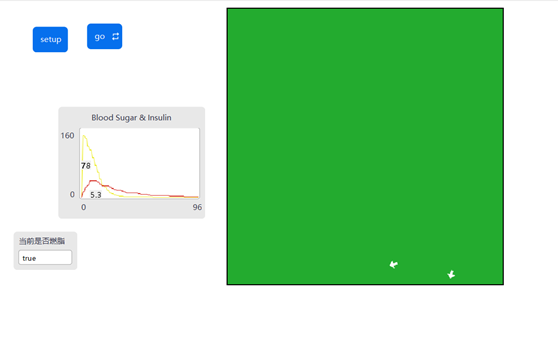 setup
go
Blood Sugar & Insulin
160
78
5.3
0
0
96
当前是否燃脂
true